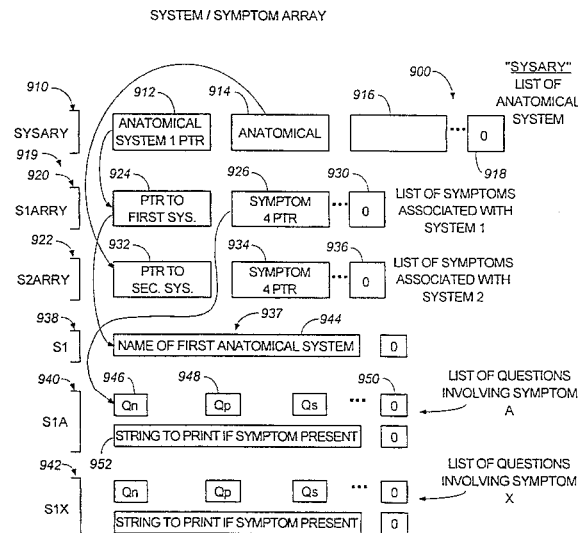 SYSTEM / SYMPTOM ARRAY
900
"SYSARY"
LIST OF
ANATOMICAL
SYSTEM
910
912
914
916
SYSARY
ANATOMICAL
SYSTEM 1 PTR
ANATOMICAL
...
0
918
919
920
924
926
930
S1ARRY
PTR TO
FIRST SYS.
SYMPTOM
4 PTR
...
0
LIST OF SYMPTOMS
ASSOCIATED WITH
SYSTEM 1
922
932
934
936
S2ARRY
PTR TO
SEC. SYS.
SYMPTOM
4 PTR
...
0
LIST OF SYMPTOMS
ASSOCIATED WITH
SYSTEM 2
938
937
944
S1
NAME OF FIRST ANATOMICAL SYSTEM
0
940
946
948
950
S1A
Qn
Qp
Qs
...
0
LIST OF QUESTIONS
INVOLVING SYMPTOM
A
STRING TO PRINT IF SYMPTOM PRESENT
0
952
942
S1X
Qn
Qp
Qs
...
0
LIST OF QUESTIONS
INVOLVING SYMPTOM
X
STRING TO PRINT IF SYMPTOM PRESENT
0